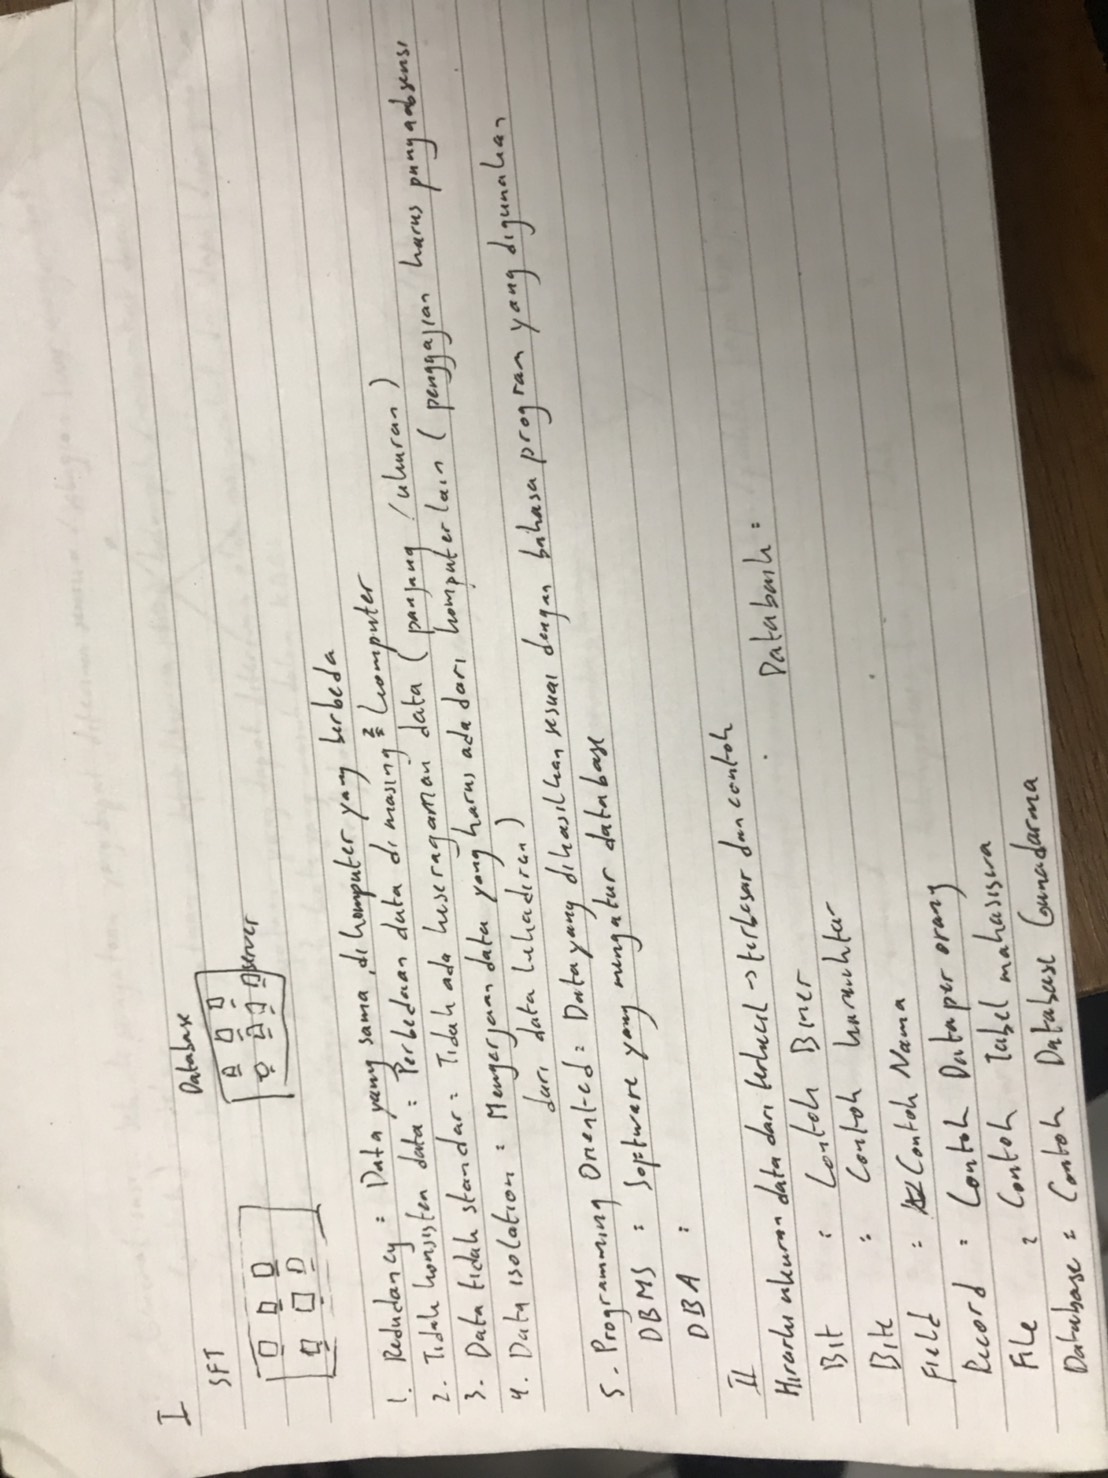 I
SFT
Database
server
1. Redudancy : Data yang sama, di komputer yang berbeda
2. Tidak konsisten data : Perbedaan data di masing2 komputer
3. Data tidak standar : Tidak ada keseragaman data (panjang / ukuran)
4. Data isolation : Mengerjaan data yang harus ada dari komputer lain (penggajian harus punya absensi
dari data kehadiran)
5. Programming Oriented : Data yang dihasilkan sesuai dengan bahasa program yang digunakan
DBMS : Software yang mengatur database
DBA :
II
Hirarki ukuran data dari terkecil → terbesar dan contoh
Databank :
Bit : Contoh Biner
Bite : Contoh karakter
Field : Contoh Nama
Record : Contoh Data per orang
File : Contoh Tabel mahasiswa
Database : Contoh Database Gunadarma